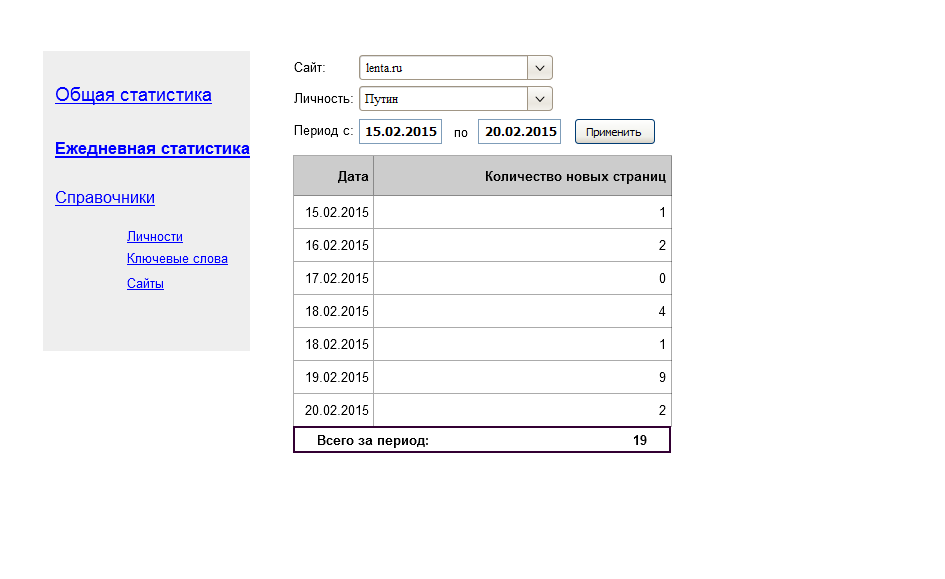 Общая статистика
Ежедневная статистика
Справочники
Личности
Ключевые слова
Сайты
Сайт: lenta.ru
Личность: Путин
Период с: 15.02.2015 по 20.02.2015 Применить
Дата Количество новых страниц
15.02.2015 1
16.02.2015 2
17.02.2015 0
18.02.2015 4
18.02.2015 1
19.02.2015 9
20.02.2015 2
Всего за период: 19